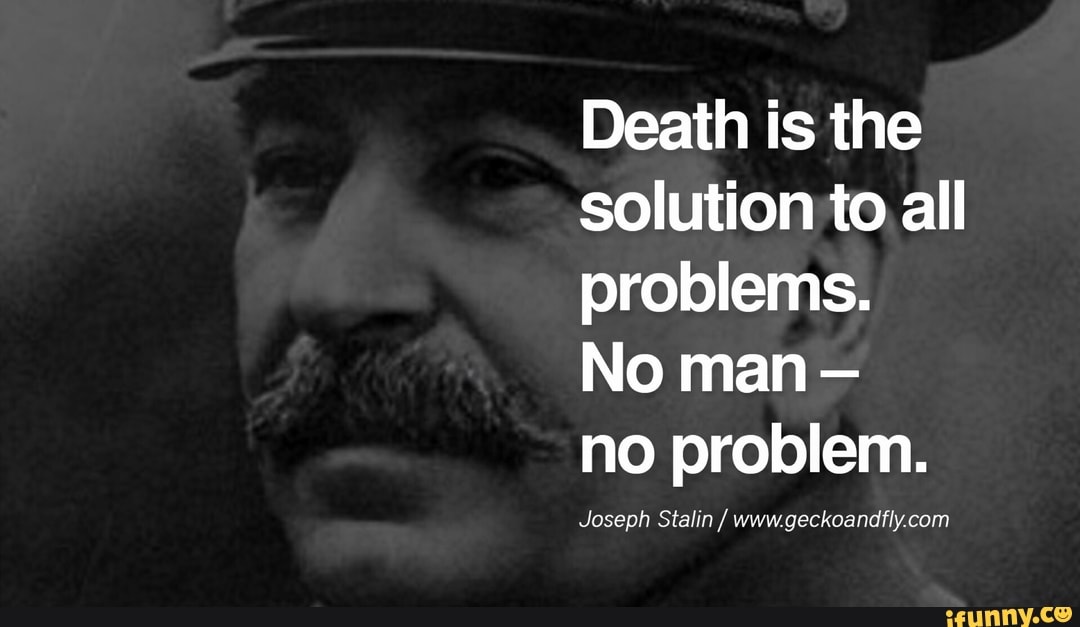 Death is the
solution to all
problems.
No man –
no problem.
Joseph Stalin / www.geckoandfly.com
ifunny.co